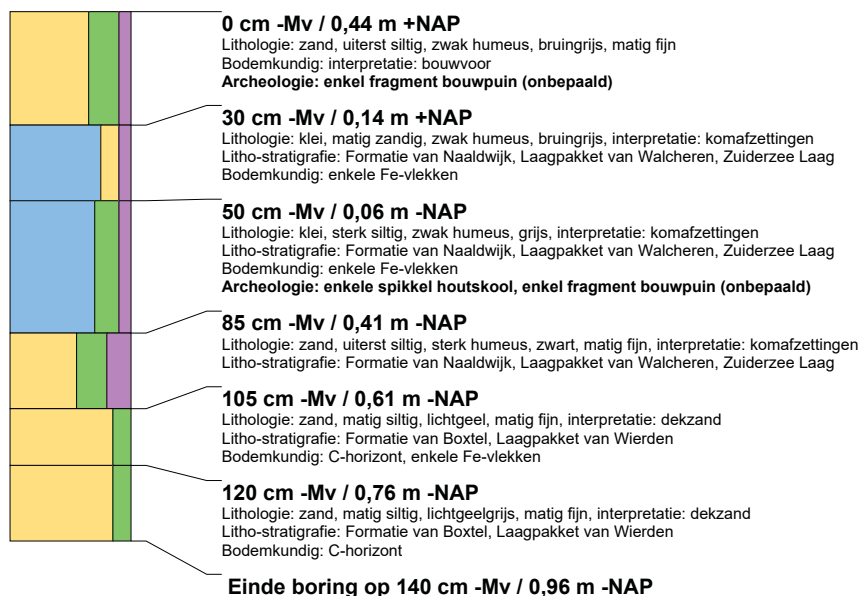 0 cm -Mv / 0,44 m +NAP
Lithologie: zand, uiterst siltig, zwak humeus, bruingrijs, matig fijn
Bodemkundig: interpretatie: bouwvoor
Archeologie: enkel fragment bouwpuin (onbepaald)
30 cm -Mv / 0,14 m +NAP
Lithologie: klei, matig zandig, zwak humeus, bruingrijs, interpretatie: komafzettingen
Litho-stratigrafie: Formatie van Naaldwijk, Laagpakket van Walcheren, Zuiderzee Laag
Bodemkundig: enkele Fe-vlekken
50 cm -Mv / 0,06 m -NAP
Lithologie: klei, sterk siltig, zwak humeus, grijs, interpretatie: komafzettingen
Litho-stratigrafie: Formatie van Naaldwijk, Laagpakket van Walcheren, Zuiderzee Laag
Bodemkundig: enkele Fe-vlekken
Archeologie: enkele spikkel houtskool, enkel fragment bouwpuin (onbepaald)
85 cm -Mv / 0,41 m -NAP
Lithologie: zand, uiterst siltig, sterk humeus, zwart, matig fijn, interpretatie: komafzettingen
Litho-stratigrafie: Formatie van Naaldwijk, Laagpakket van Walcheren, Zuiderzee Laag
105 cm -Mv / 0,61 m -NAP
Lithologie: zand, matig siltig, lichtgeel, matig fijn, interpretatie: dekzand
Litho-stratigrafie: Formatie van Boxtel, Laagpakket van Wierden
Bodemkundig: C-horizont, enkele Fe-vlekken
120 cm -Mv / 0,76 m -NAP
Lithologie: zand, matig siltig, lichtgeelgrijs, matig fijn, interpretatie: dekzand
Litho-stratigrafie: Formatie van Boxtel, Laagpakket van Wierden
Bodemkundig: C-horizont
Einde boring op 140 cm -Mv / 0,96 m -NAP